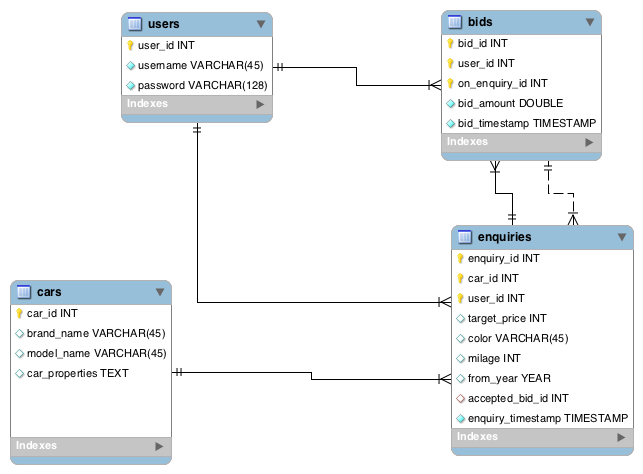 users
user_id INT
username VARCHAR(45)
password VARCHAR(128)
Indexes
bids
bid_id INT
user_id INT
on_enquiry_id INT
bid_amount DOUBLE
bid_timestamp TIMESTAMP
Indexes
cars
car_id INT
brand_name VARCHAR(45)
model_name VARCHAR(45)
car_properties TEXT
Indexes
enquiries
enquiry_id INT
car_id INT
user_id INT
target_price INT
color VARCHAR(45)
milage INT
from_year YEAR
accepted_bid_id INT
enquiry_timestamp TIMESTAMP
Indexes